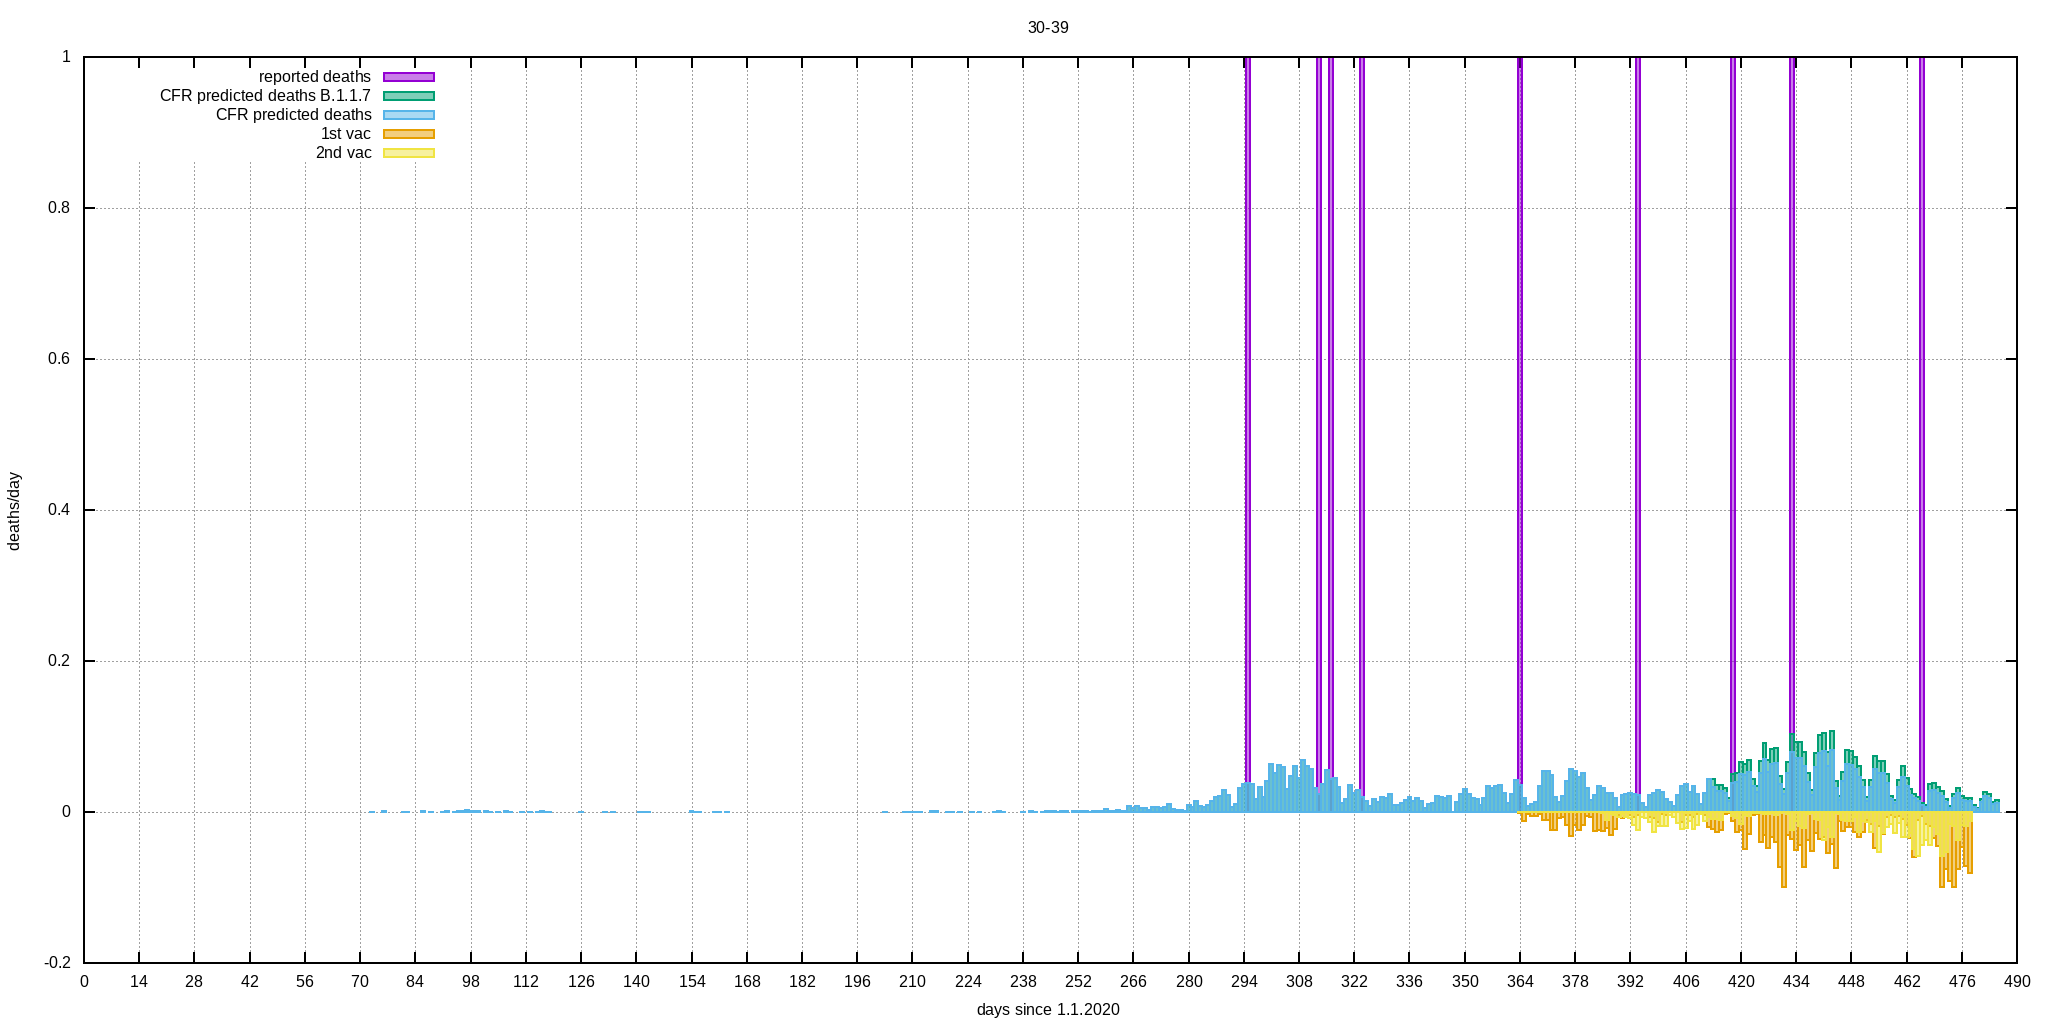 30-39
reported deaths
CFR predicted deaths B.1.1.7
CFR predicted deaths
1st vac
2nd vac
1
0.8
0.6
0.4
0.2
0
-0.2
deaths/day
0 14 28 42 56 70 84 98 112 126 140 154 168 182 196 210 224 238 252 266 280 294 308 322 336 350 364 378 392 406 420 434 448 462 476 490
days since 1.1.2020